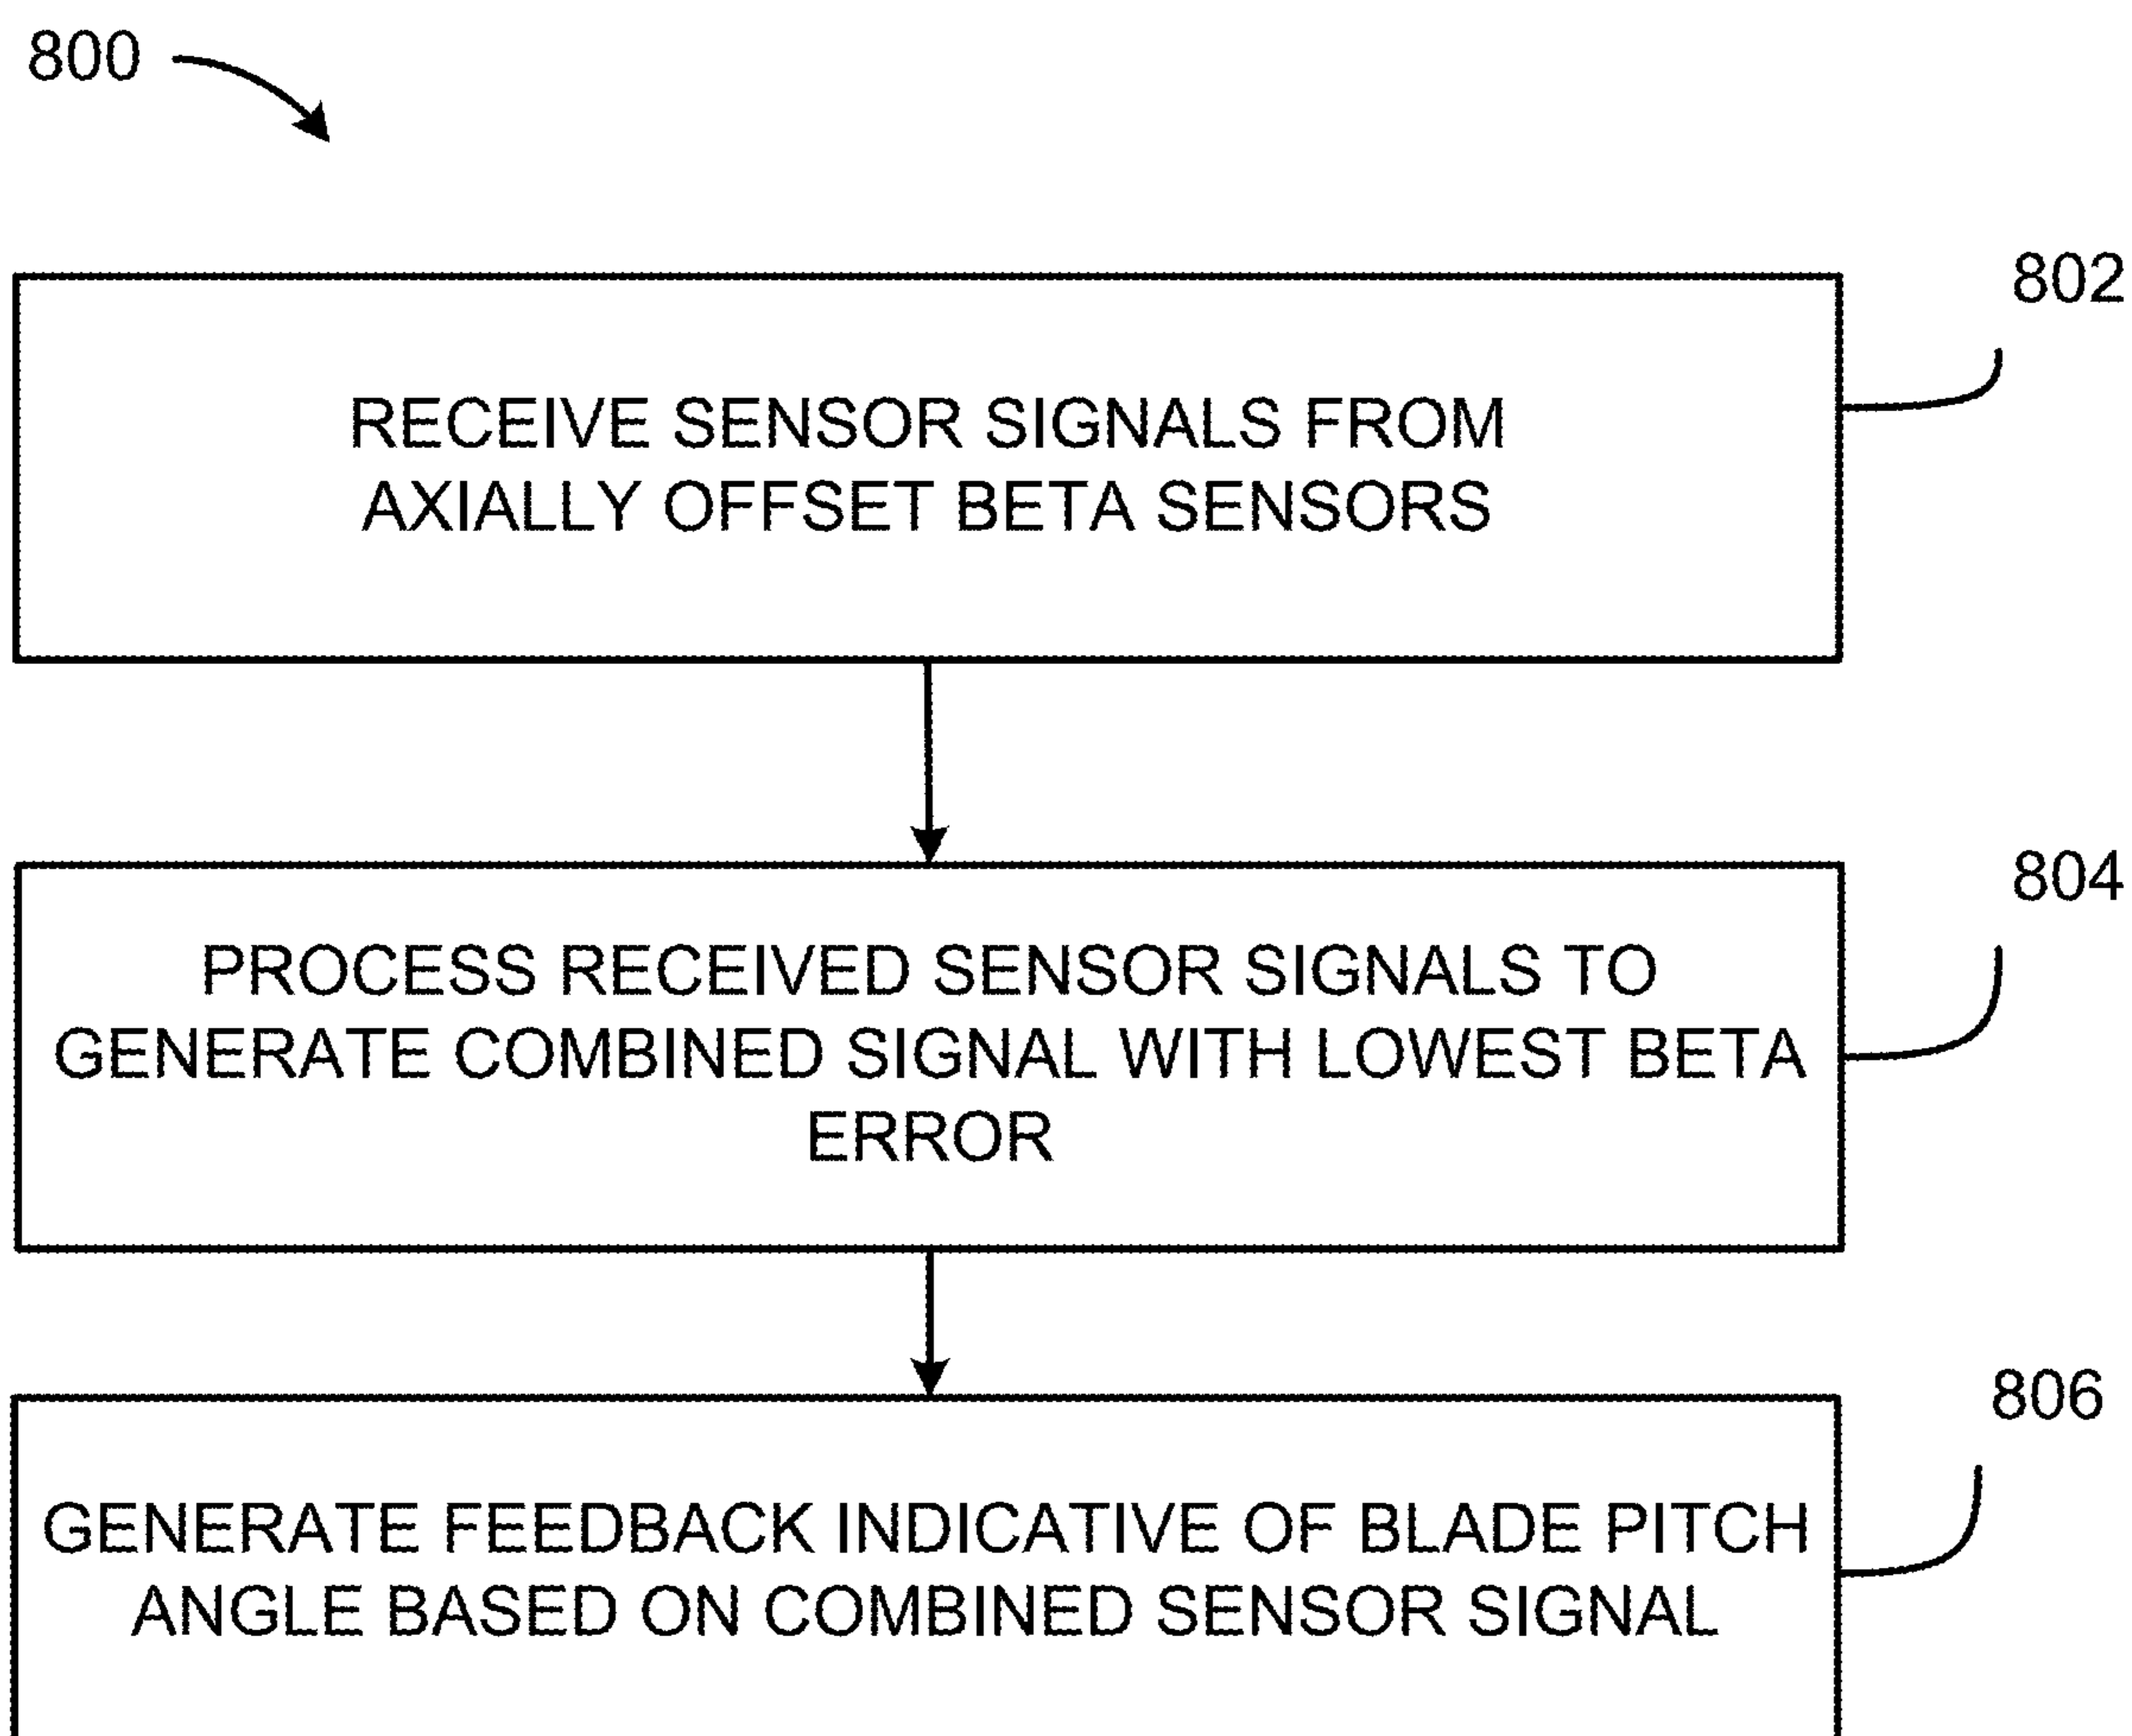 800
802
RECEIVE SENSOR SIGNALS FROM
AXIALLY OFFSET BETA SENSORS
804
PROCESS RECEIVED SENSOR SIGNALS TO
GENERATE COMBINED SIGNAL WITH LOWEST BETA
ERROR
806
GENERATE FEEDBACK INDICATIVE OF BLADE PITCH
ANGLE BASED ON COMBINED SENSOR SIGNAL